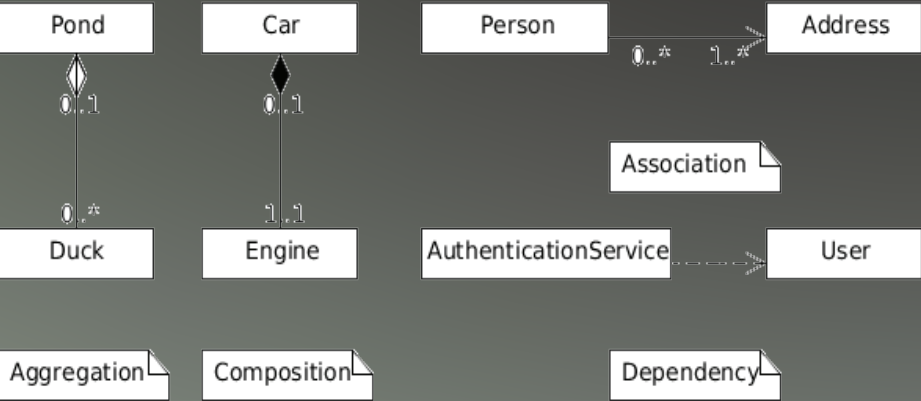 Pond
Car
Person
Address
0..1
0..1
0..*
1..*
Association
0..*
1..1
Duck
Engine
AuthenticationService
User
Aggregation
Composition
Dependency